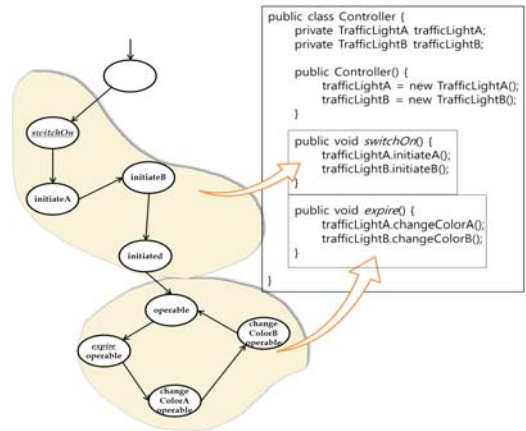 switchOn
initiateA
initiateB
initiated
operable
expire
operable
change
ColorA
operable
change
ColorB
operable
public class Controller {
private TrafficLightA trafficLightA;
private TrafficLightB trafficLightB;
public Controller() {
trafficLightA = new TrafficLightA();
trafficLightB = new TrafficLightB();
}
public void switchOn() {
trafficLightA.initiateA();
trafficLightB.initiateB();
}
public void expire() {
trafficLightA.changeColorA();
trafficLightB.changeColorB();
}
}